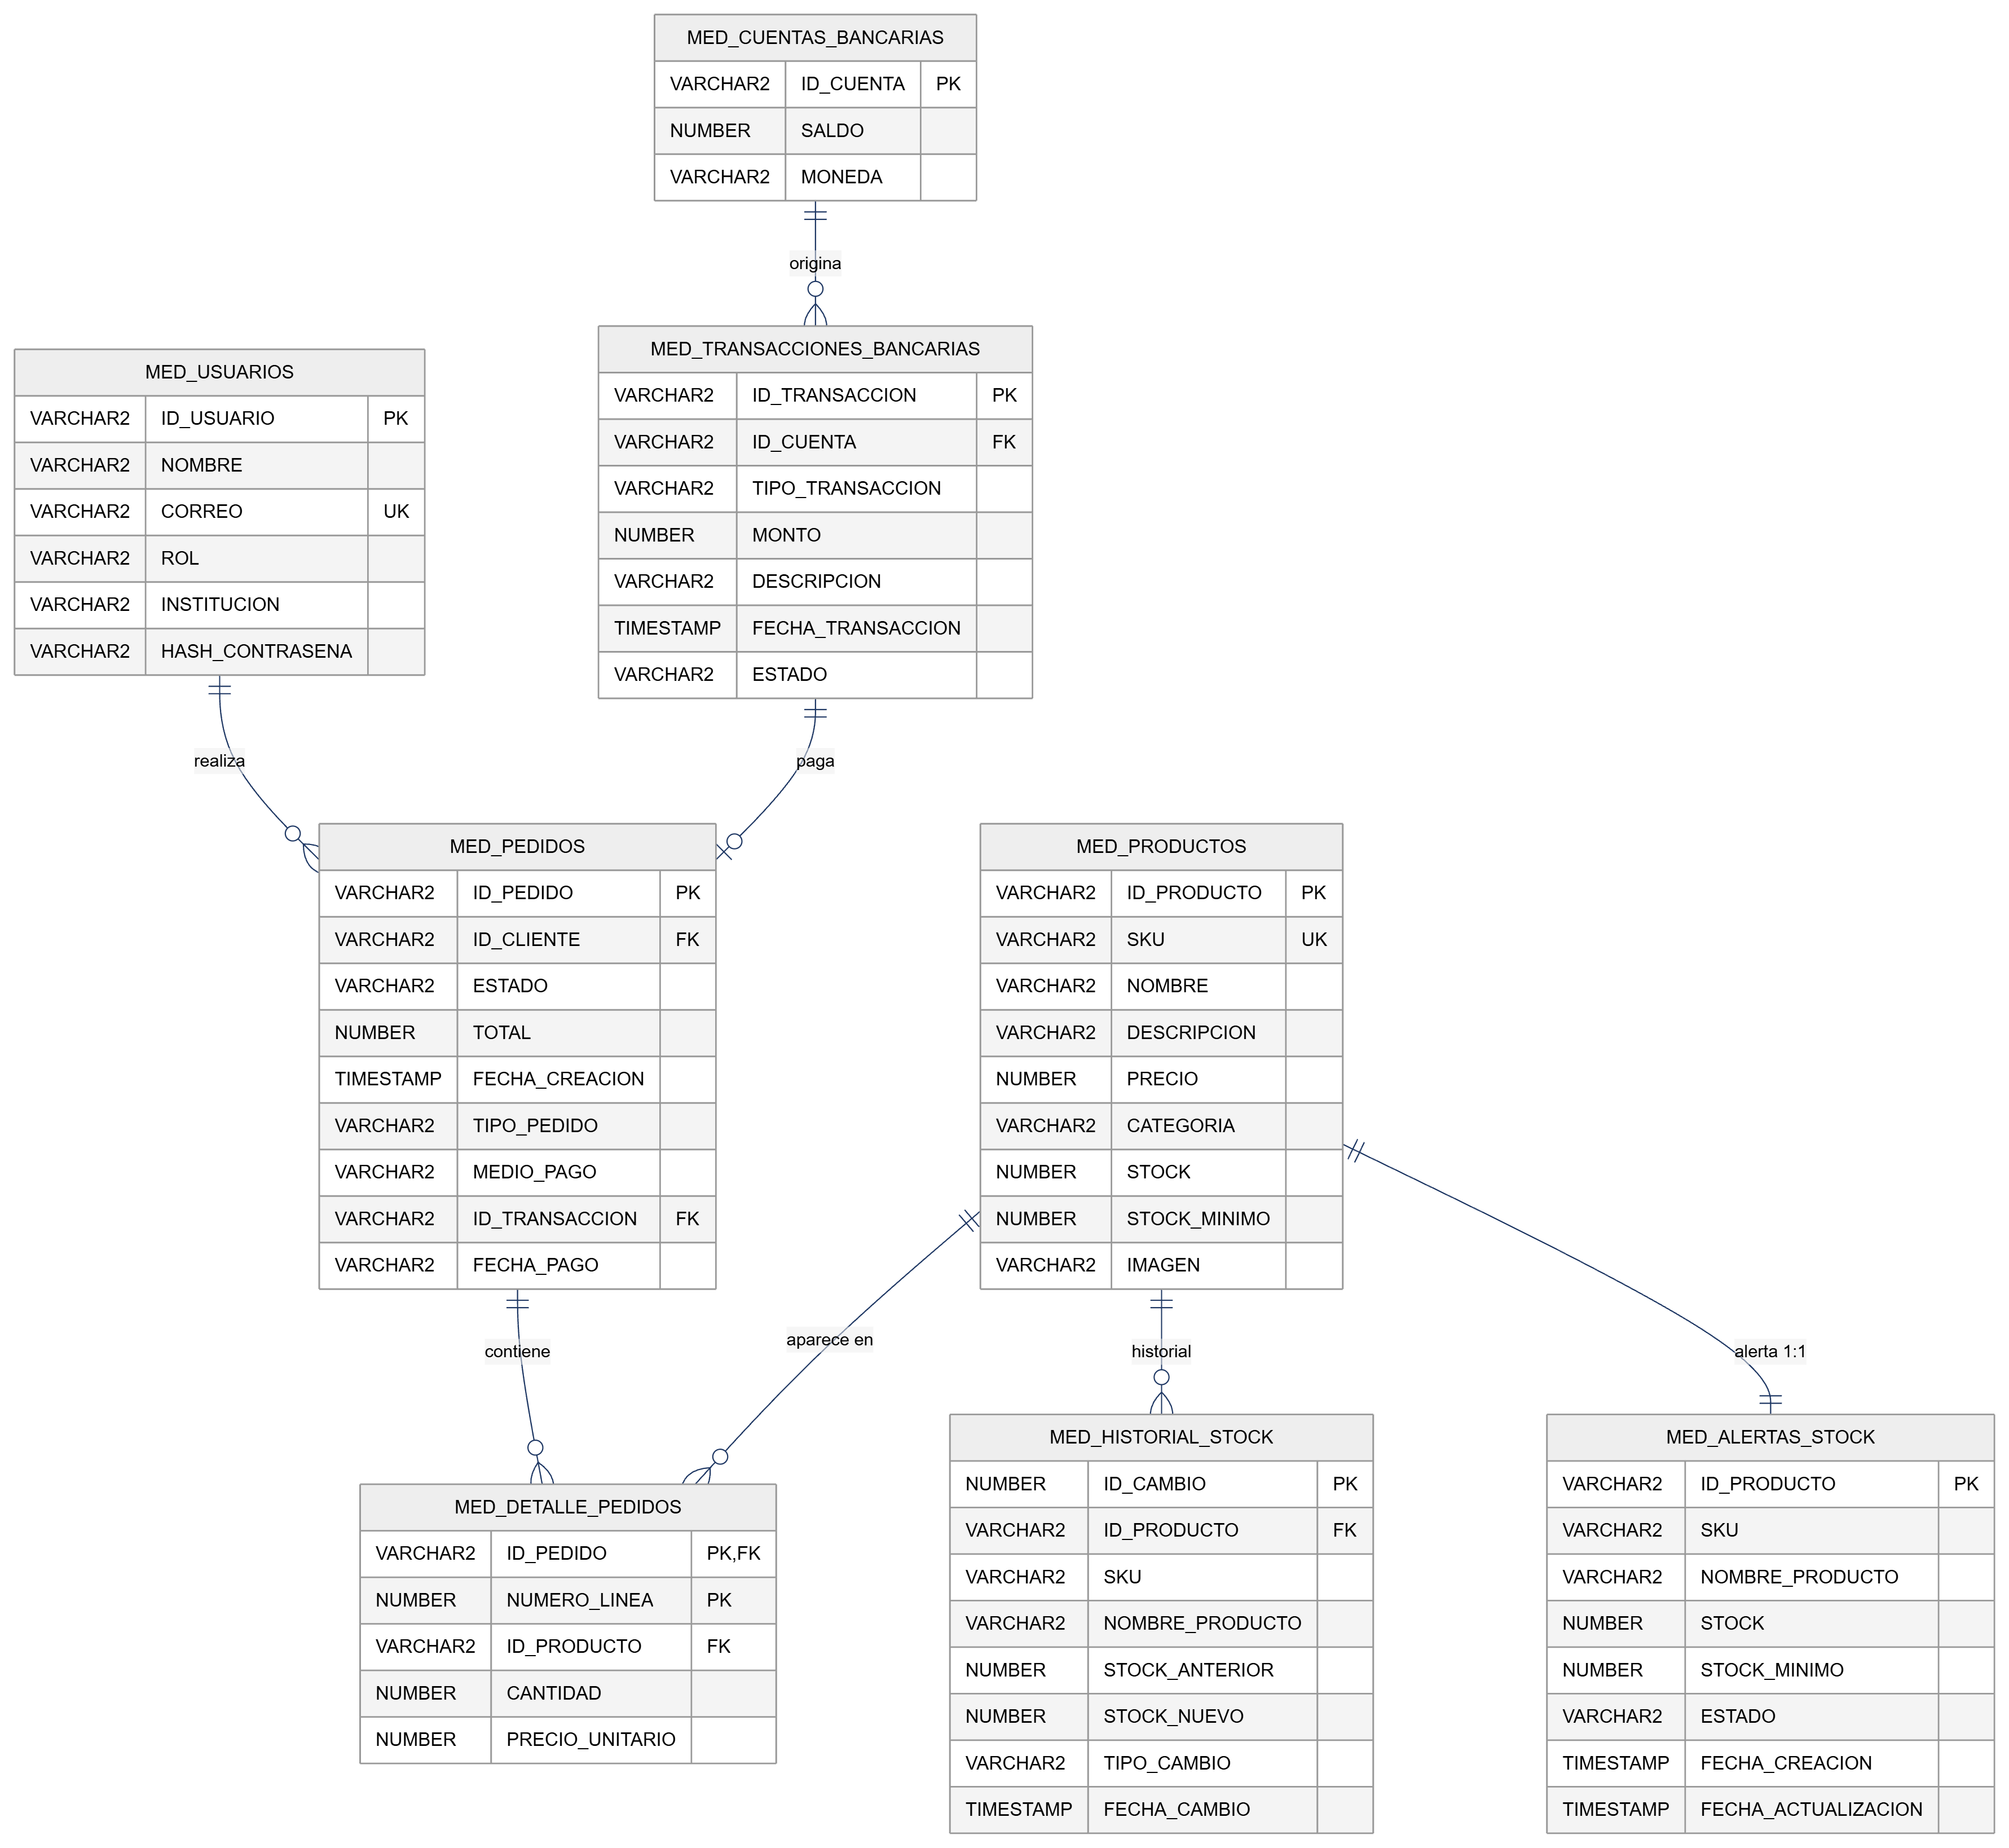 MED_CUENTAS_BANCARIAS
VARCHAR2 ID_CUENTA PK
NUMBER SALDO
VARCHAR2 MONEDA
origina
MED_TRANSACCIONES_BANCARIAS
VARCHAR2 ID_TRANSACCION PK
VARCHAR2 ID_CUENTA FK
VARCHAR2 TIPO_TRANSACCION
NUMBER MONTO
VARCHAR2 DESCRIPCION
TIMESTAMP FECHA_TRANSACCION
VARCHAR2 ESTADO
MED_USUARIOS
VARCHAR2 ID_USUARIO PK
VARCHAR2 NOMBRE
VARCHAR2 CORREO UK
VARCHAR2 ROL
VARCHAR2 INSTITUCION
VARCHAR2 HASH_CONTRASENA
realiza
paga
MED_PEDIDOS
VARCHAR2 ID_PEDIDO PK
VARCHAR2 ID_CLIENTE FK
VARCHAR2 ESTADO
NUMBER TOTAL
TIMESTAMP FECHA_CREACION
VARCHAR2 TIPO_PEDIDO
VARCHAR2 MEDIO_PAGO
VARCHAR2 ID_TRANSACCION FK
VARCHAR2 FECHA_PAGO
MED_PRODUCTOS
VARCHAR2 ID_PRODUCTO PK
VARCHAR2 SKU UK
VARCHAR2 NOMBRE
VARCHAR2 DESCRIPCION
NUMBER PRECIO
VARCHAR2 CATEGORIA
NUMBER STOCK
NUMBER STOCK_MINIMO
VARCHAR2 IMAGEN
contiene
aparece en
historial
alerta 1:1
MED_DETALLE_PEDIDOS
VARCHAR2 ID_PEDIDO PK,FK
NUMBER NUMERO_LINEA PK
VARCHAR2 ID_PRODUCTO FK
NUMBER CANTIDAD
NUMBER PRECIO_UNITARIO
MED_HISTORIAL_STOCK
NUMBER ID_CAMBIO PK
VARCHAR2 ID_PRODUCTO FK
VARCHAR2 SKU
VARCHAR2 NOMBRE_PRODUCTO
NUMBER STOCK_ANTERIOR
NUMBER STOCK_NUEVO
VARCHAR2 TIPO_CAMBIO
TIMESTAMP FECHA_CAMBIO
MED_ALERTAS_STOCK
VARCHAR2 ID_PRODUCTO PK
VARCHAR2 SKU
VARCHAR2 NOMBRE_PRODUCTO
NUMBER STOCK
NUMBER STOCK_MINIMO
VARCHAR2 ESTADO
TIMESTAMP FECHA_CREACION
TIMESTAMP FECHA_ACTUALIZACION